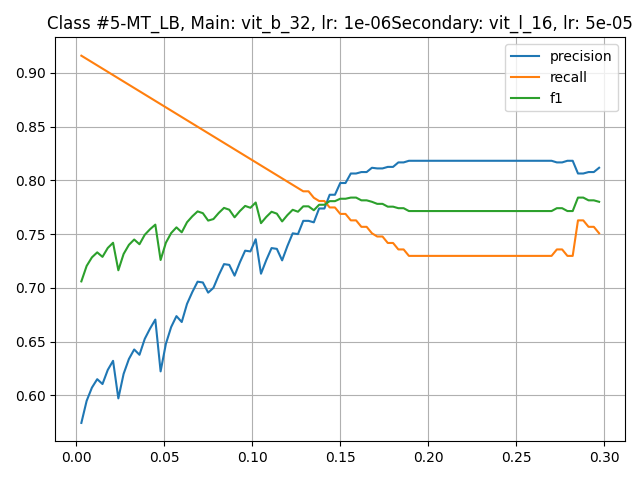 Class #5-MT_LB, Main: vit_b_32, lr: 1e-06Secondary: vit_l_16, lr: 5e-05
precision
recall
f1
0.90
0.85
0.80
0.75
0.70
0.65
0.60
0.00 0.05 0.10 0.15 0.20 0.25 0.30